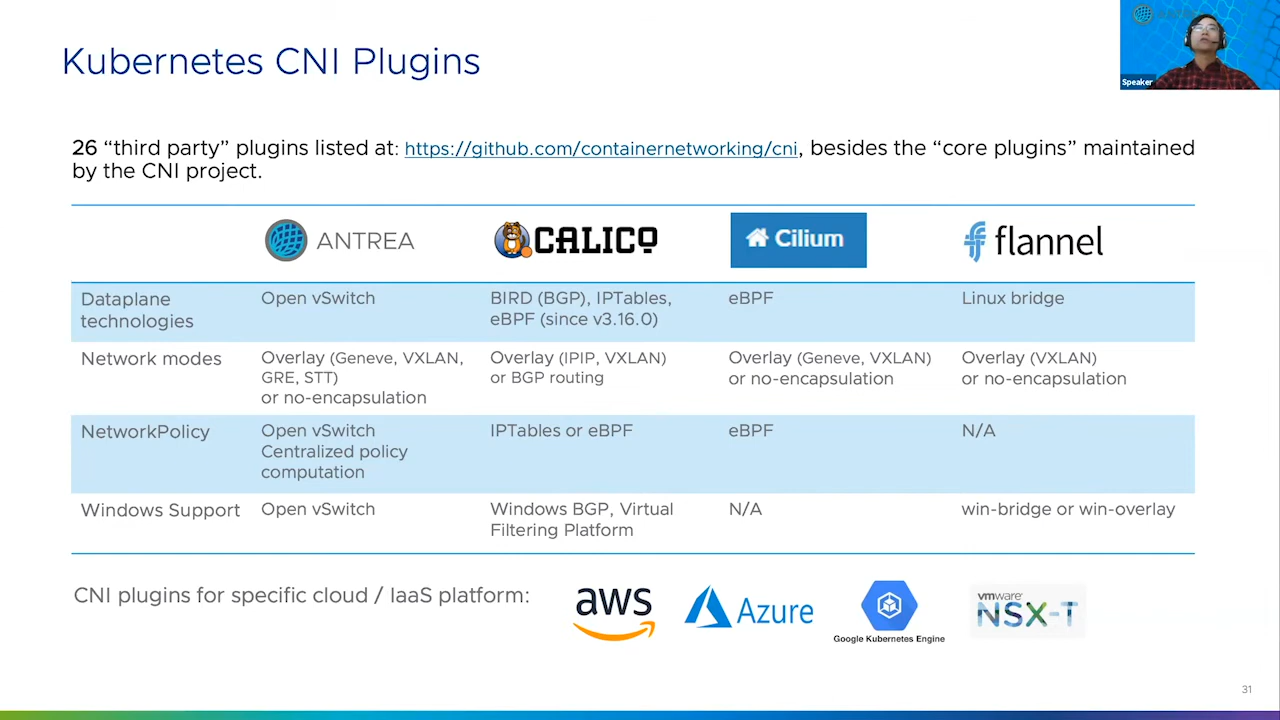 Kubernetes CNI Plugins
Speaker
26 “third party” plugins listed at: https://github.com/containernetworking/cni, besides the “core plugins” maintained
by the CNI project.
ANTREA
CALICO
Cilium
flannel
Dataplane
technologies
Open vSwitch
BIRD (BGP), IPTables,
eBPF (since v3.16.0)
eBPF
Linux bridge
Network modes
Overlay (Geneve, VXLAN,
GRE, STT)
or no-encapsulation
Overlay (IPIP, VXLAN)
or BGP routing
Overlay (Geneve, VXLAN)
or no-encapsulation
Overlay (VXLAN)
or no-encapsulation
NetworkPolicy
Open vSwitch
Centralized policy
computation
IPTables or eBPF
eBPF
N/A
Windows Support
Open vSwitch
Windows BGP, Virtual
Filtering Platform
N/A
win-bridge or win-overlay
CNI plugins for specific cloud / IaaS platform:
aws
Azure
Google Kubernetes Engine
vmware
NSX-T
31